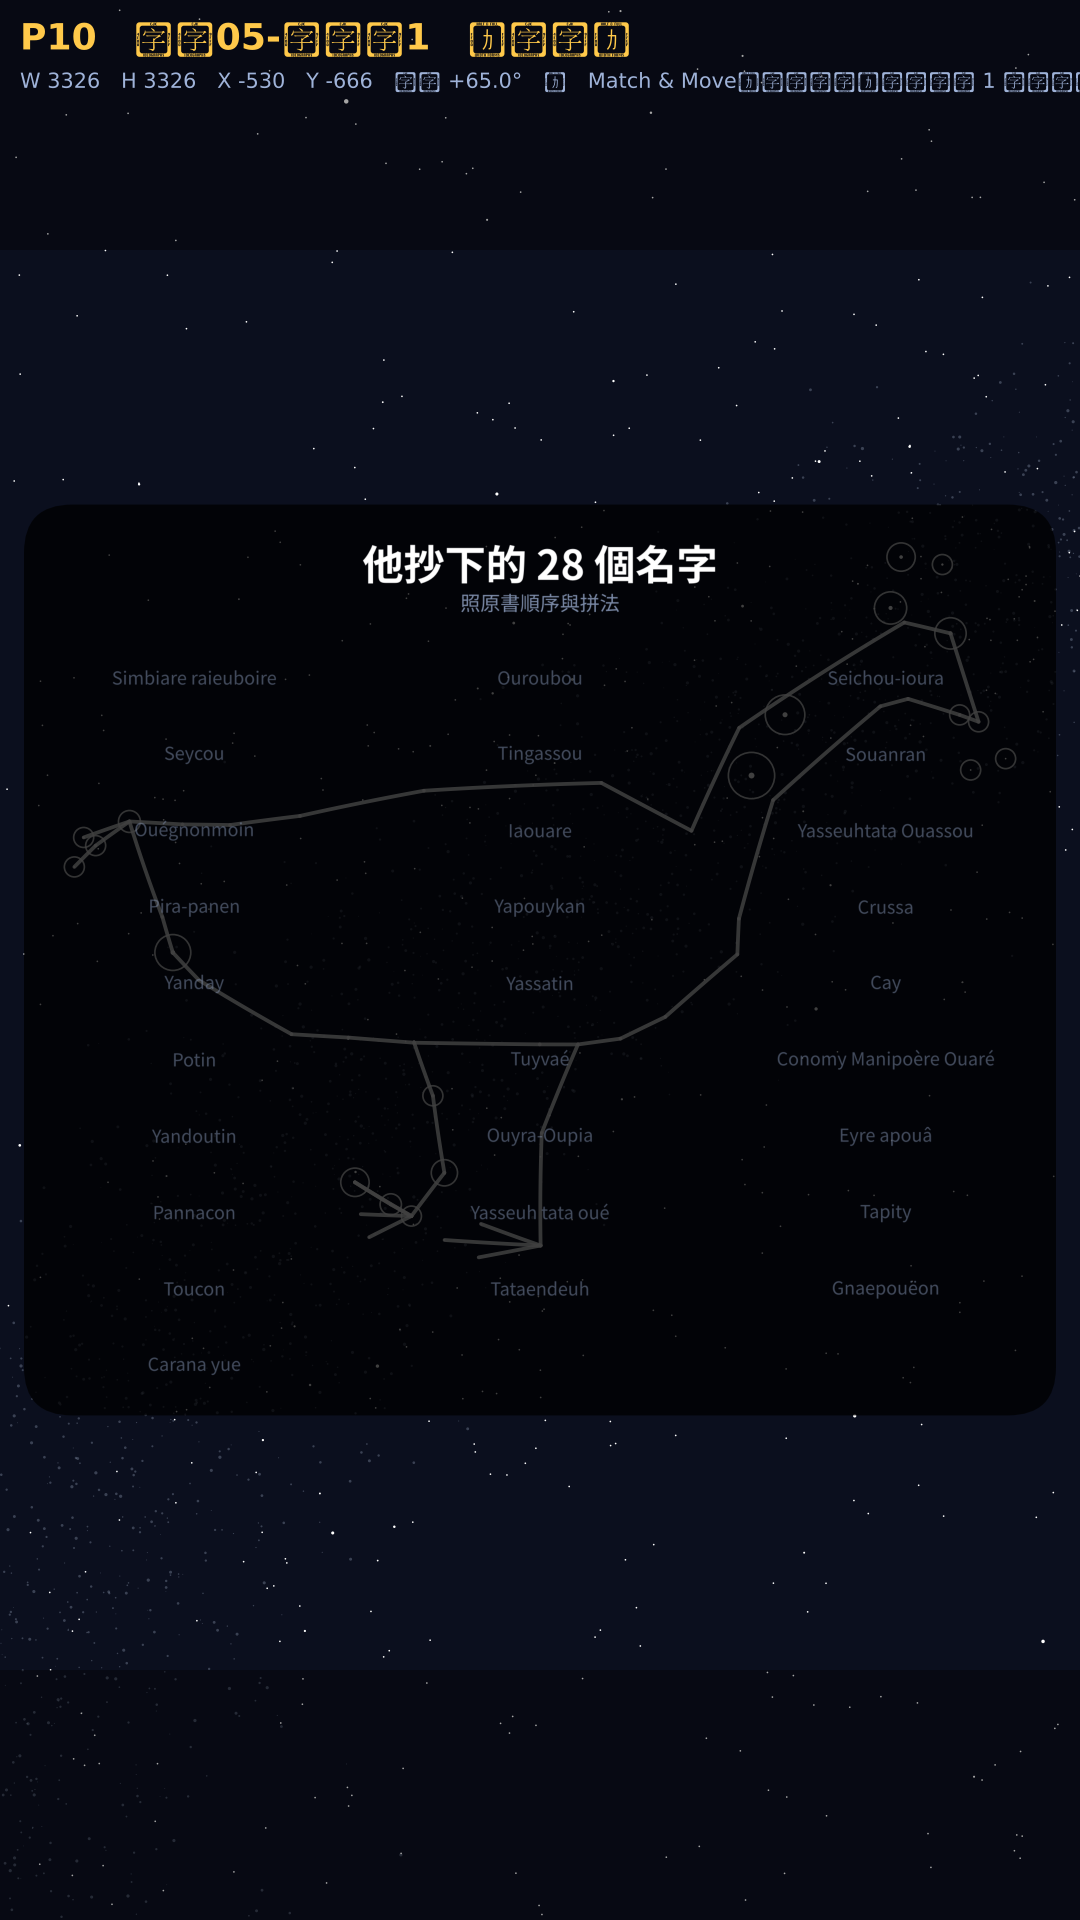 P10 05- 1
W 3326 H 3326 X -530 Y -666 +65.0° Match & Move 1
他抄下的 28 個名字
照原書順序與拼法
Simbiare raieuboire Ouroubou Seichou-ioura
Seycou Tingassou Souanran
Ouégnonmoin Iaouare Yasseuhtata Ouassou
Pira-panen Yapouykan Crussa
Yanday Yassatin Cay
Potin Tuyvaé Conomy Manipoère Ouaré
Yandoutin Ouyra-Oupia Eyre apouâ
Pannacon Yasseuh tata oué Tapity
Toucon Tataendeuh Gnaepouëon
Carana yue